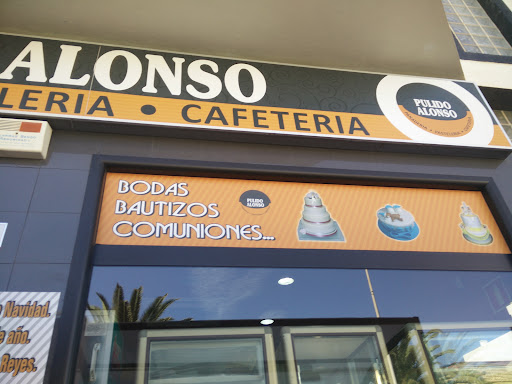 ALONSO
LERIA • CAFETERIA
PULIDO
ALONSO
BODAS
BAUTIZOS
COMUNIONES...
PULIDO
ALONSO
Navidad.
año.
Reyes.